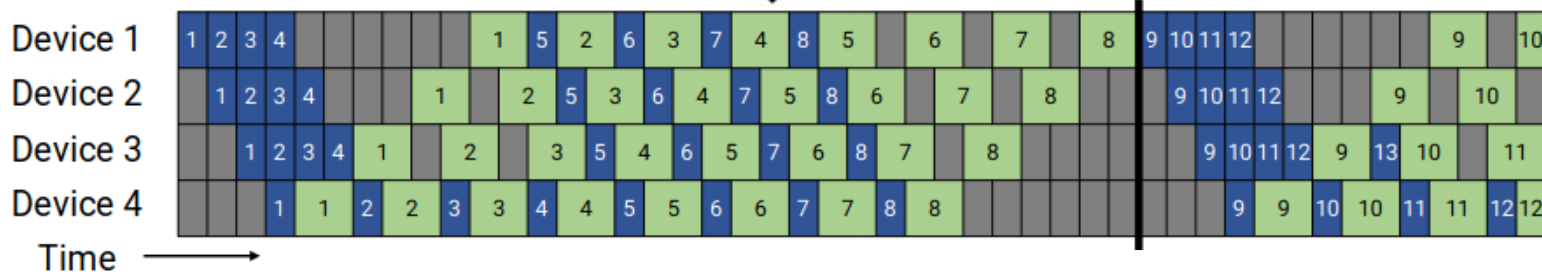 Device 1 1 2 3 4 1 5 2 6 3 7 4 8 5 6 7 8 9 10 11 12 9 10
Device 2 1 2 3 4 1 2 5 3 6 4 7 5 8 6 7 8 9 10 11 12 9 10
Device 3 1 2 3 4 1 2 3 5 4 6 5 7 6 8 7 8 9 10 11 12 9 13 10 11
Device 4 1 1 2 2 3 3 4 4 5 5 6 6 7 7 8 8 9 9 10 10 11 11 12 12
Time